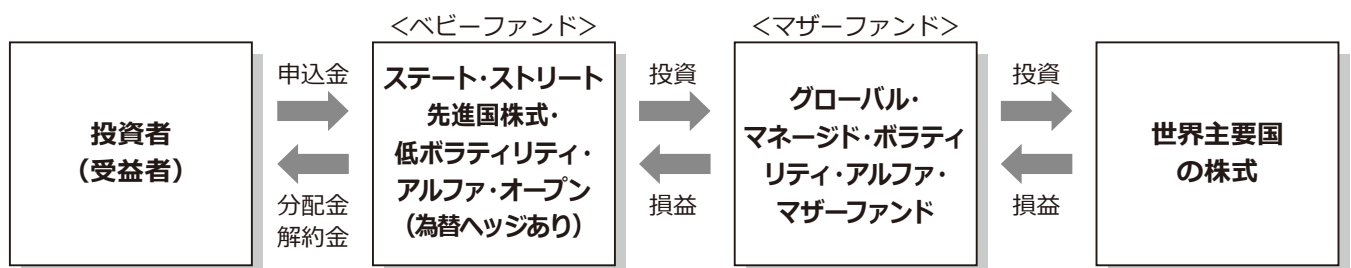 <ベビーファンド>
<マザーファンド>
投資者
(受益者)
申込金
分配金
解約金
ステート・ストリート
先進国株式・
低ボラティリティ・
アルファ・オープン
(為替ヘッジあり)
投資
損益
グローバル・
マネージド・ボラティ
リティ・アルファ・
マザーファンド
投資
損益
世界主要国
の株式